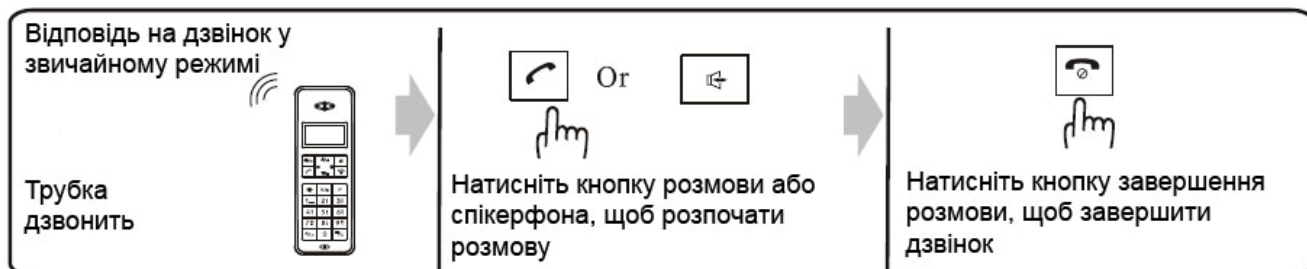 Відповідь на дзвінок у
звичайному режимі
Трубка
дзвонить
Or
Натисніть кнопку розмови або
спікерфона, щоб розпочати
розмову
Натисніть кнопку завершення
розмови, щоб завершити
дзвінок